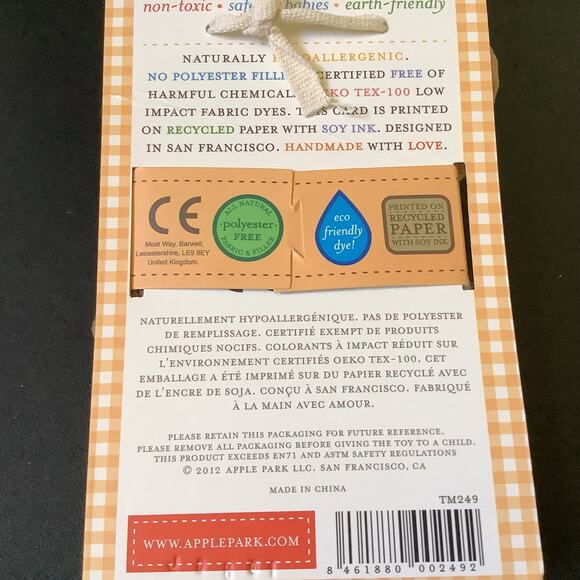 non-toxic • safe babies • earth-friendly
NATURALLY HYPOALLERGENIC.
NO POLYESTER FILLER. CERTIFIED FREE OF
HARMFUL CHEMICALS. OEKO TEX-100 LOW
IMPACT FABRIC DYES. THIS CARD IS PRINTED
ON RECYCLED PAPER WITH SOY INK. DESIGNED
IN SAN FRANCISCO. HANDMADE WITH LOVE.
CE
Moat Way, Barwell,
Leicestershire, LE9 8EY
United Kingdom.
ALL NATURAL
•polyester•
FREE
FABRIC & FILLER
eco
friendly
dye!
PRINTED ON
RECYCLED
PAPER
WITH SOY INK
NATURELLEMENT HYPOALLERGÉNIQUE. PAS DE POLYESTER
DE REMPLISSAGE. CERTIFIÉ EXEMPT DE PRODUITS
CHIMIQUES NOCIFS. COLORANTS À IMPACT RÉDUIT SUR
L'ENVIRONNEMENT CERTIFIÉS OEKO TEX-100. CET
EMBALLAGE A ÉTÉ IMPRIMÉ SUR DU PAPIER RECYCLÉ AVEC
DE L'ENCRE DE SOJA. CONÇU À SAN FRANCISCO. FABRIQUÉ
À LA MAIN AVEC AMOUR.
PLEASE RETAIN THIS PACKAGING FOR FUTURE REFERENCE.
PLEASE REMOVE ALL PACKAGING BEFORE GIVING THE TOY TO A CHILD.
THIS PRODUCT EXCEEDS EN71 AND ASTM SAFETY REGULATIONS
© 2012 APPLE PARK LLC. SAN FRANCISCO, CA
MADE IN CHINA
TM249
WWW.APPLEPARK.COM
8 461880 002492